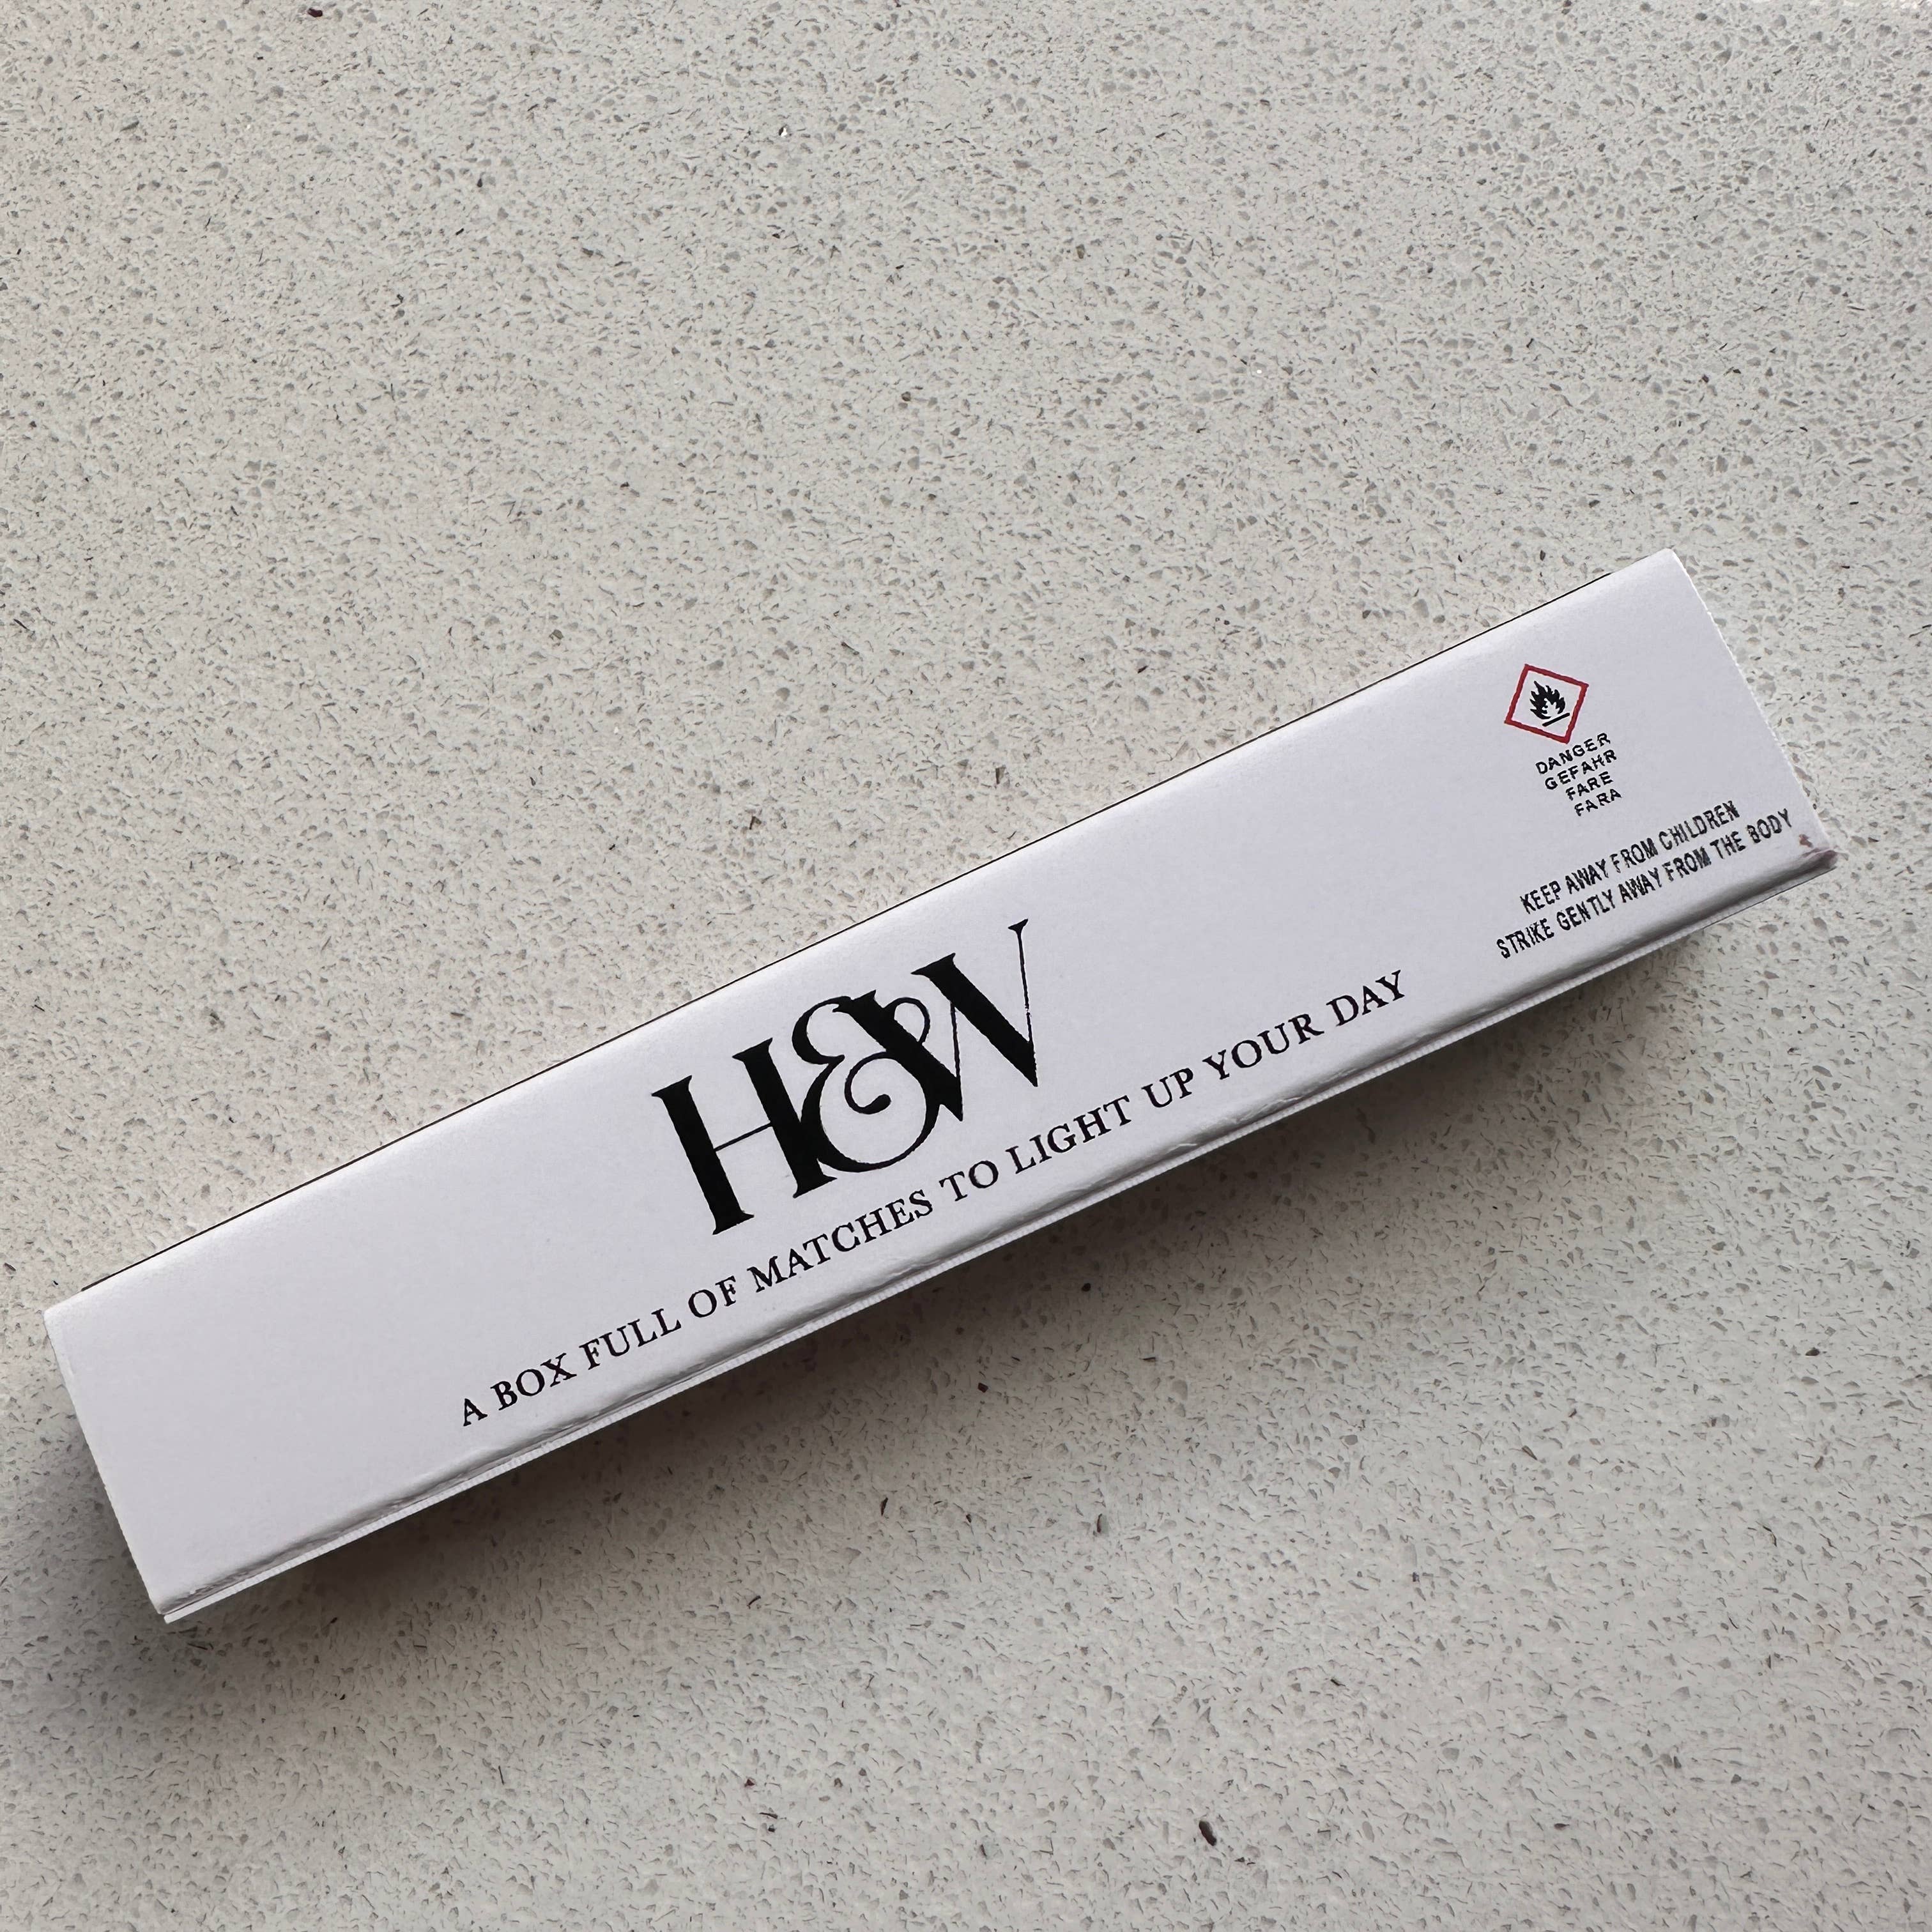 H&W
A BOX FULL OF MATCHES TO LIGHT UP YOUR DAY
DANGER
GEFAHR
FARE
FARA
KEEP AWAY FROM CHILDREN
STRIKE GENTLY AWAY FROM THE BODY